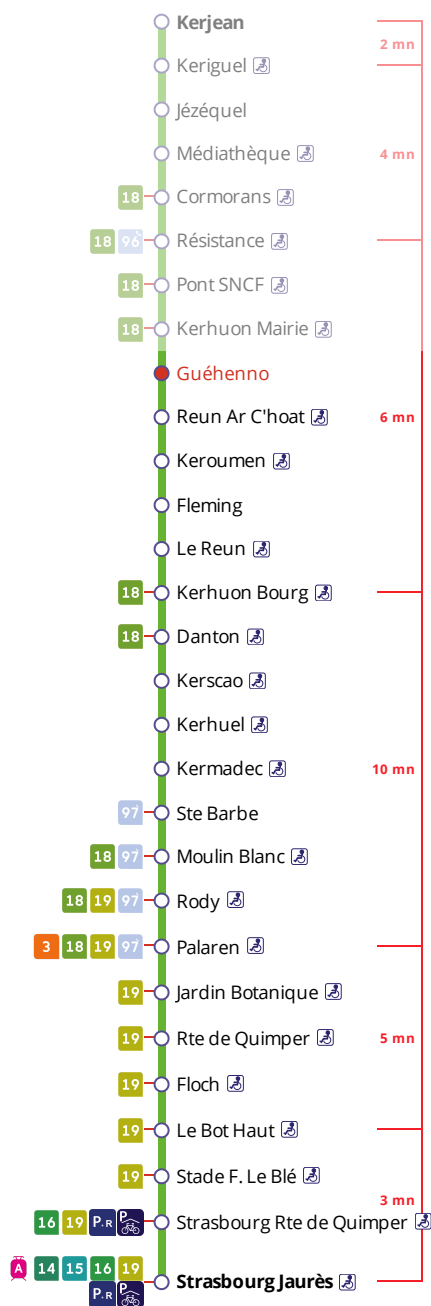 Kerjean
2 mn
Keriguel
Jézéquel
Médiathèque
4 mn
18 Cormorans
18 96 Résistance
18 Pont SNCF
18 Kerhuon Mairie
Guéhenno
Reun Ar C'hoat
6 mn
Keroumen
Fleming
Le Reun
18 Kerhuon Bourg
18 Danton
Kerscao
Kerhuel
Kermadec
10 mn
97 Ste Barbe
18 97 Moulin Blanc
18 19 97 Rody
3 18 19 97 Palaren
19 Jardin Botanique
19 Rte de Quimper
5 mn
19 Floch
19 Le Bot Haut
19 Stade F. Le Blé
3 mn
16 19 P+R P Strasbourg Rte de Quimper
A 14 15 16 19
P+R P Strasbourg Jaurès